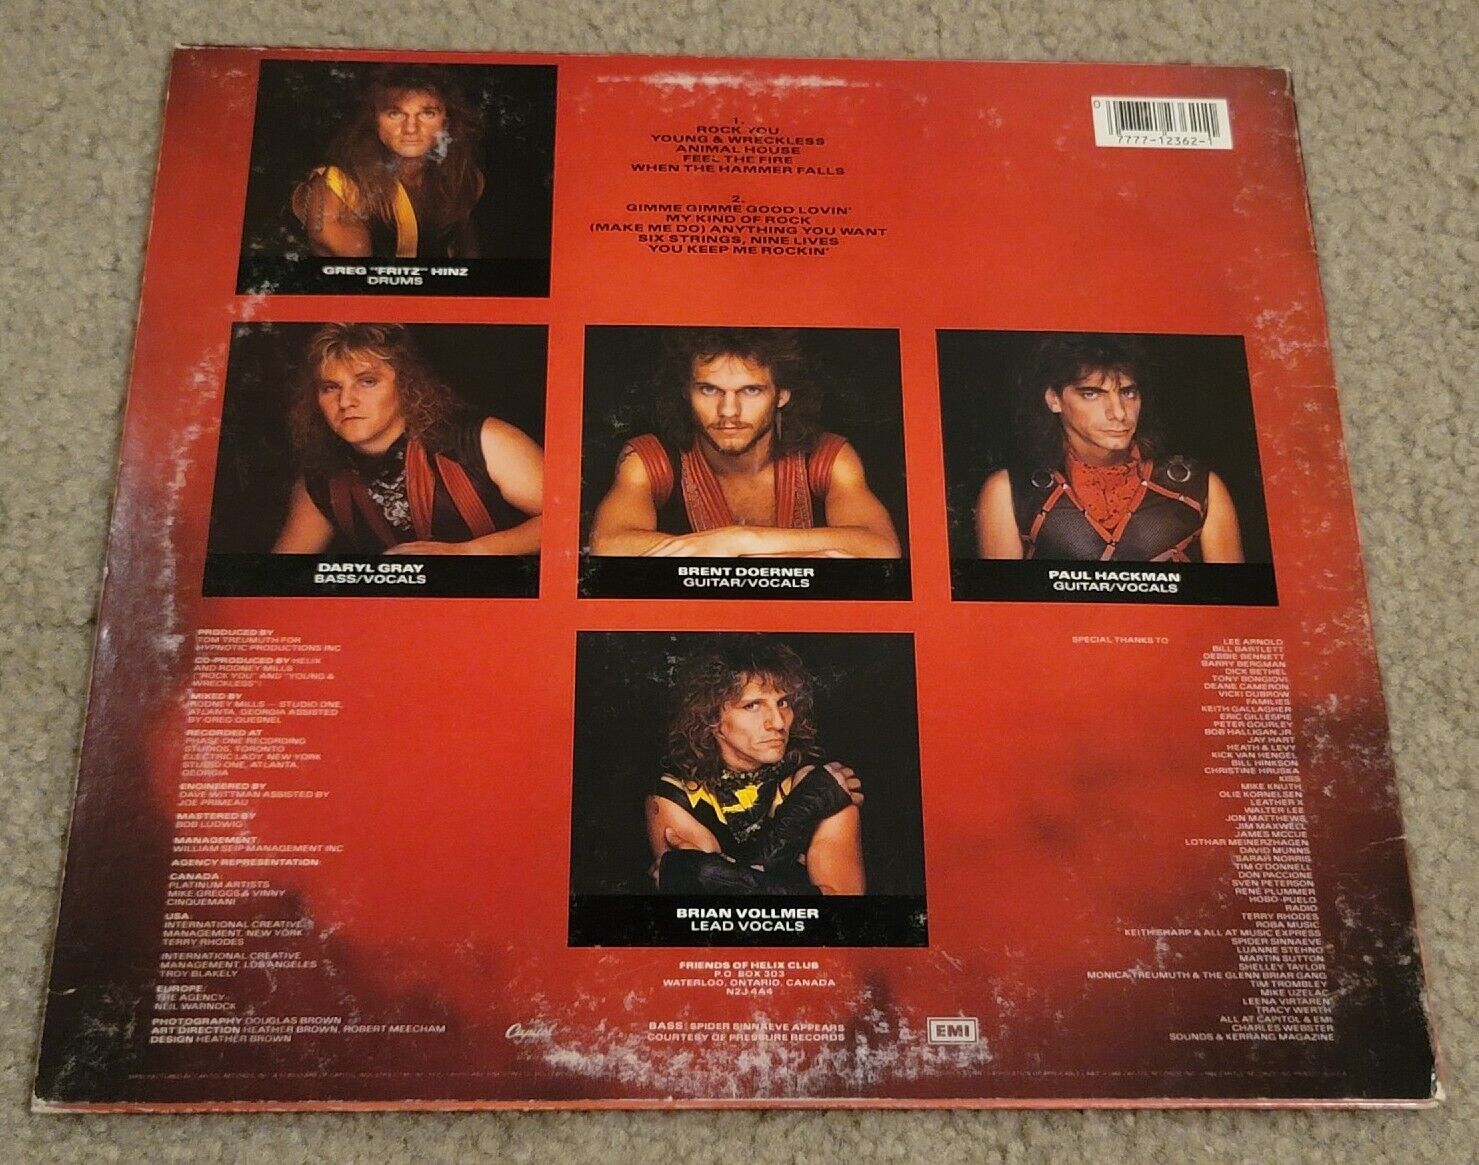 0
7777-12362-1
1.
ROCK YOU
YOUNG & WRECKLESS
ANIMAL HOUSE
FEEL THE FIRE
WHEN THE HAMMER FALLS
2.
GIMME GIMME GOOD LOVIN'
MY KIND OF ROCK
(MAKE ME DO) ANYTHING YOU WANT
SIX STRINGS, NINE LIVES
YOU KEEP ME ROCKIN'
GREG "FRITZ" HINZ
DRUMS
DARYL GRAY
BASS/VOCALS
BRENT DOERNER
GUITAR/VOCALS
PAUL HACKMAN
GUITAR/VOCALS
BRIAN VOLLMER
LEAD VOCALS
PRODUCED BY
TOM TREUMUTH FOR
HYPNOTIC PRODUCTIONS INC
CO-PRODUCED BY HELIX
AND RODNEY MILLS
("ROCK YOU" AND "YOUNG &
WRECKLESS")
MIXED BY
RODNEY MILLS — STUDIO ONE,
ATLANTA, GEORGIA ASSISTED
BY GREG QUESNEL
RECORDED AT
PHASE ONE RECORDING
STUDIOS, TORONTO
ELECTRIC LADY NEW YORK
STUDIO ONE, ATLANTA,
GEORGIA
ENGINEERED BY
DAVE WITTMAN ASSISTED BY
JOE PRIMEAU
MASTERED BY
BOB LUDWIG
MANAGEMENT:
WILLIAM SEIP MANAGEMENT INC
AGENCY REPRESENTATION:
CANADA:
PLATINUM ARTISTS
MIKE GREGGS & VINNY
CINQUEMANI
USA:
INTERNATIONAL CREATIVE
MANAGEMENT, NEW YORK
TERRY RHODES
INTERNATIONAL CREATIVE
MANAGEMENT, LOS ANGELES
TROY BLAKELY
EUROPE:
THE AGENCY
NEIL WARNOCK
PHOTOGRAPHY DOUGLAS BROWN
ART DIRECTION HEATHER BROWN, ROBERT MEECHAM
DESIGN HEATHER BROWN
FRIENDS OF HELIX CLUB
P.O. BOX 303
WATERLOO, ONTARIO, CANADA
N2J 4A4
Capitol
BASS: SPIDER SINNAEVE APPEARS
COURTESY OF PRESSURE RECORDS
EMI
SPECIAL THANKS TO
LEE ARNOLD
BILL BARTLETT
DEBBIE BENNETT
BARRY BERGMAN
DICK BETHEL
TONY BONGIOVI
DEANE CAMERON
VICKI DUBROW
FAMILIES
KEITH GALLAGHER
ERIC GILLESPIE
PETER GOURLEY
BOB HALLIGAN JR.
JAY HART
HEATH & LEVY
KICK VAN HENGEL
BILL HINKSON
CHRISTINE HRUSKA
KISS
MIKE KNUTH
OLIE KORNELSEN
LEATHER X
WALTER LEE
JON MATTHEWS
JIM MAXWELL
JAMES MCCUE
LOTHAR MEINERZHAGEN
DAVID MUNNS
SARAH NORRIS
TIM O'DONNELL
DON PACCIONE
SVEN PETERSON
RENÉ PLUMMER
HOBO-PUELO
RADIO
TERRY RHODES
ROBA MUSIC
KEITH SHARP & ALL AT MUSIC EXPRESS
SPIDER SINNAEVE
LUANNE STEHNO
MARTIN SUTTON
SHELLEY TAYLOR
MONICA TREUMUTH & THE GLENN BRIAR GANG
TIM TROMBLEY
MIKE UZELAC
LEENA VIRTAREN
TRACY WERTH
ALL AT CAPITOL & EMI
CHARLES WEBSTER
SOUNDS & KERRANG MAGAZINE